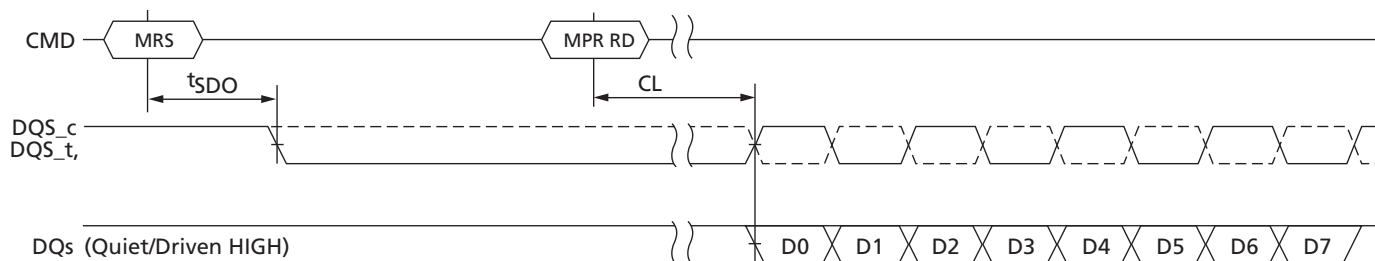 CMD MRS MPR RD
tSDO CL
DQS_c
DQS_t,
DQs (Quiet/Driven HIGH) D0 D1 D2 D3 D4 D5 D6 D7